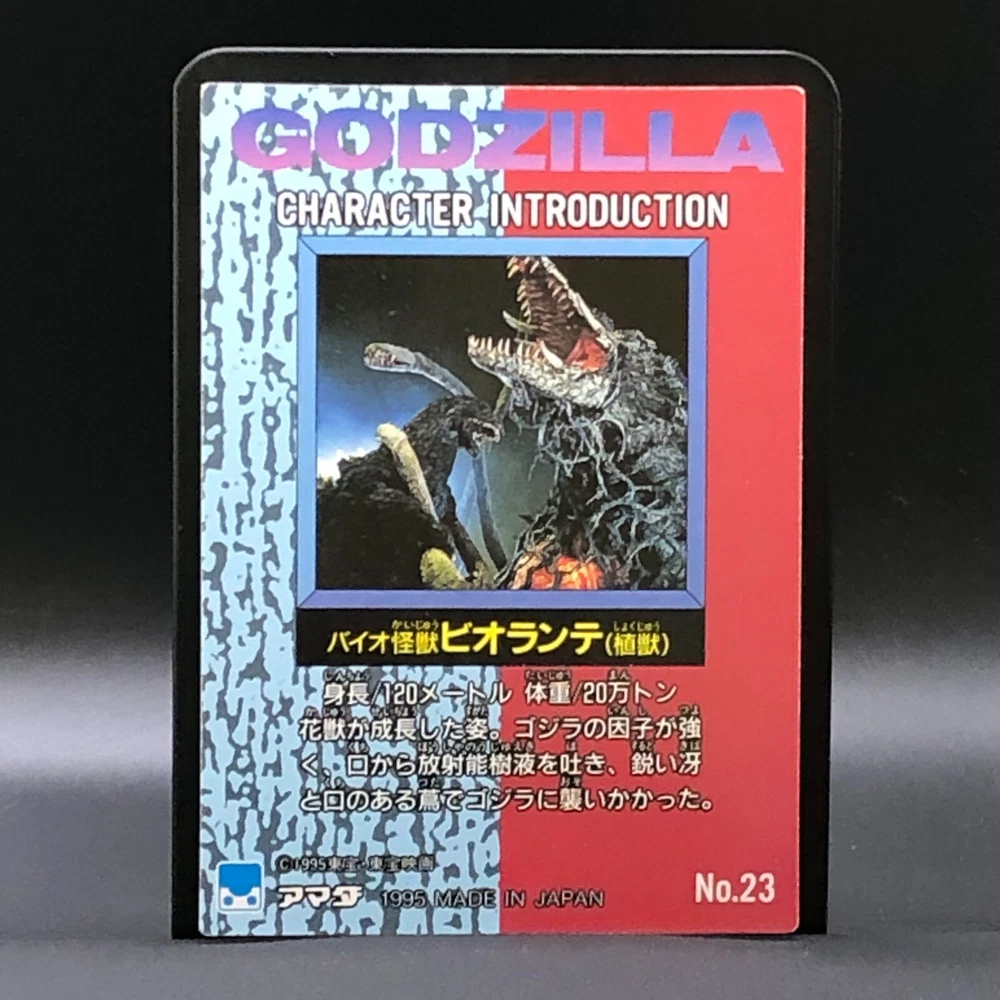 GODZILLA
CHARACTER INTRODUCTION
バイオ怪獣ビオランテ(植獣)
身長/120メートル 体重/20万トン
花獣が成長した姿。ゴジラの因子が強
く、口から放射能樹液を吐き、鋭い牙
と口のある蔦でゴジラに襲いかかった。
©1995東宝・東宝映画
アマダ 1995 MADE IN JAPAN
No.23